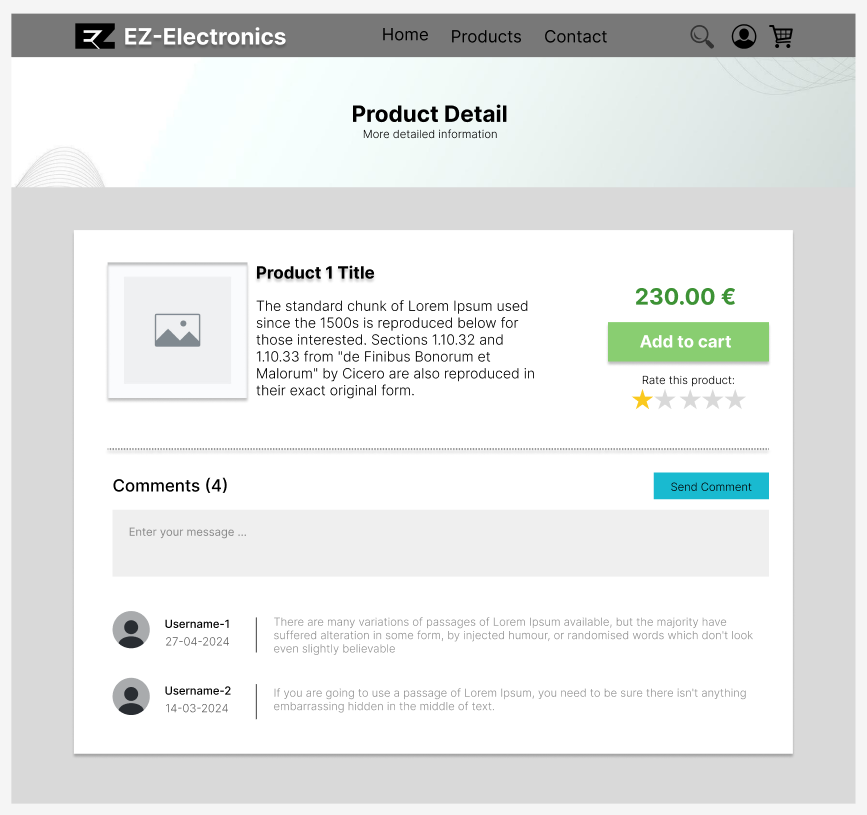 EZ EZ-Electronics
Home Products Contact
Product Detail
More detailed information
Product 1 Title
The standard chunk of Lorem Ipsum used
since the 1500s is reproduced below for
those interested. Sections 1.10.32 and
1.10.33 from "de Finibus Bonorum et
Malorum" by Cicero are also reproduced in
their exact original form.
230.00 €
Add to cart
Rate this product:
Comments (4)
Send Comment
Enter your message ...
Username-1
27-04-2024
There are many variations of passages of Lorem Ipsum available, but the majority have
suffered alteration in some form, by injected humour, or randomised words which don't look
even slightly believable
Username-2
14-03-2024
If you are going to use a passage of Lorem Ipsum, you need to be sure there isn't anything
embarrassing hidden in the middle of text.